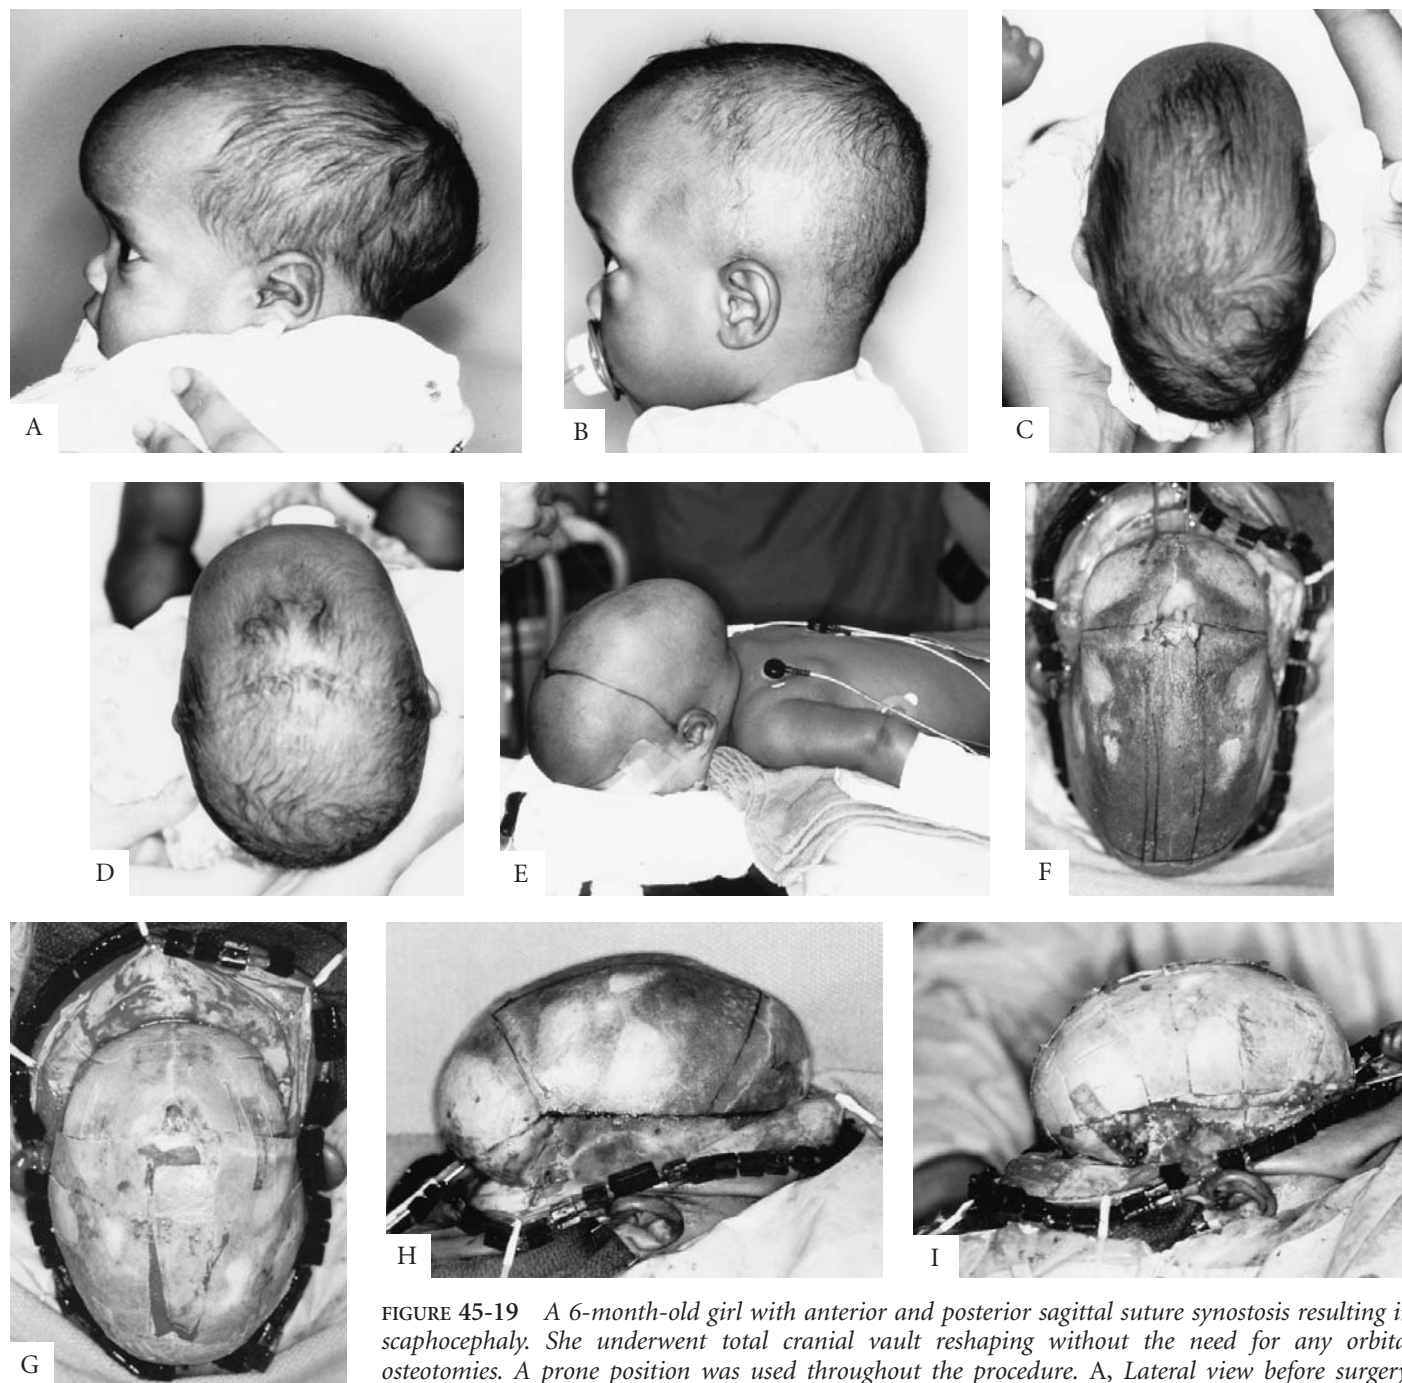 A
B
C
D
E
F
G
H
I
FIGURE 45-19 A 6-month-old girl with anterior and posterior sagittal suture synostosis resulting
scaphocephaly. She underwent total cranial vault reshaping without the need for any
osteotomies. A prone position was used throughout the procedure. A, Lateral view before surgery